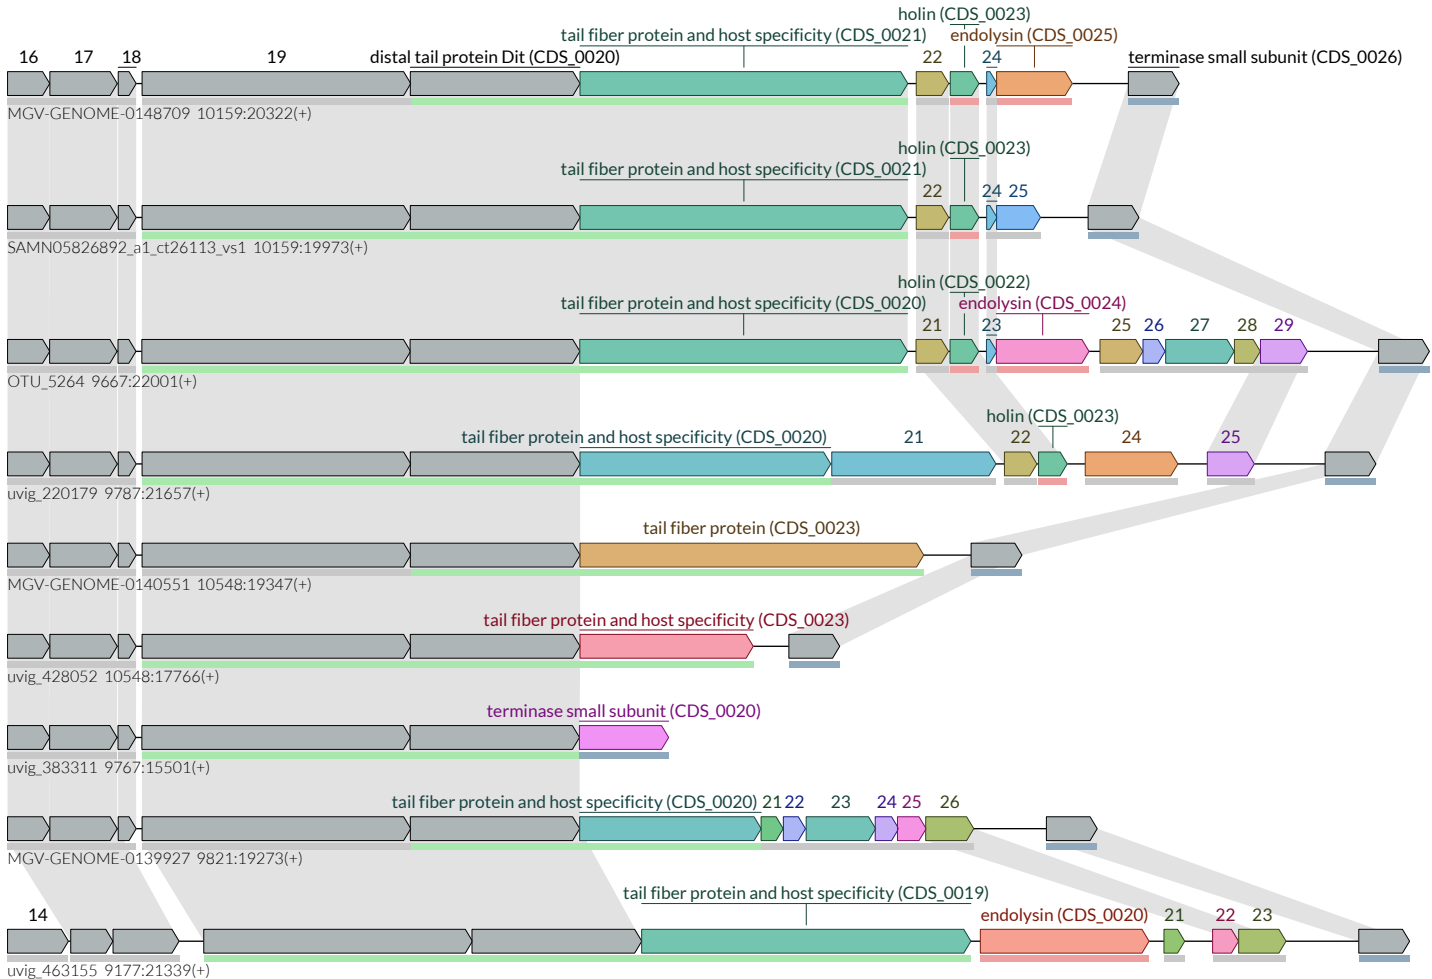 holin (CDS_0023)
tail fiber protein and host specificity (CDS_0021) endolysin (CDS_0025)
16 17 18 19 distal tail protein Dit (CDS_0020) 22 24 terminase small subunit (CDS_0026)
MGV-GENOME-0148709 10159:20322(+)
holin (CDS_0023)
tail fiber protein and host specificity (CDS_0021)
22 24 25
SAMN05826892_a1_ct26113_vs1 10159:19973(+)
holin (CDS_0022)
tail fiber protein and host specificity (CDS_0020) endolysin (CDS_0024)
21 23 25 26 27 28 29
OTU_5264 9667:22001(+)
holin (CDS_0023)
tail fiber protein and host specificity (CDS_0020) 21 22 24 25
uvig_220179 9787:21657(+)
tail fiber protein (CDS_0023)
MGV-GENOME-0140551 10548:19347(+)
tail fiber protein and host specificity (CDS_0023)
uvig_428052 10548:17766(+)
terminase small subunit (CDS_0020)
uvig_383311 9767:15501(+)
tail fiber protein and host specificity (CDS_0020) 21 22 23 24 25 26
MGV-GENOME-0139927 9821:19273(+)
tail fiber protein and host specificity (CDS_0019)
14 endolysin (CDS_0020) 21 22 23
uvig_463155 9177:21339(+)